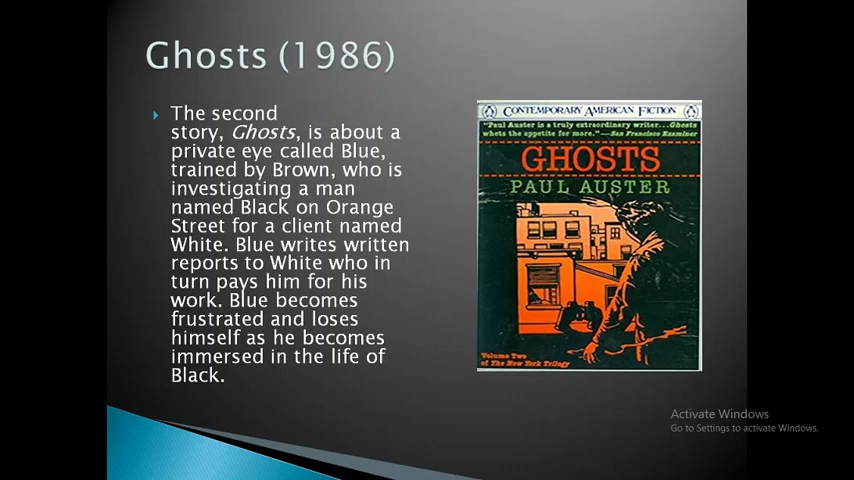 Ghosts (1986)
The second
story, Ghosts, is about a
private eye called Blue,
trained by Brown, who is
investigating a man
named Black on Orange
Street for a client named
White. Blue writes written
reports to White who in
turn pays him for his
work. Blue becomes
frustrated and loses
himself as he becomes
immersed in the life of
Black.
CONTEMPORARY AMERICAN FICTION
"Paul Auster is a truly extraordinary writer...Ghosts
whets the appetite for more."—San Francisco Examiner
GHOSTS
PAUL AUSTER
Volume Two
of The New York Trilogy
Activate Windows
Go to Settings to activate Windows.